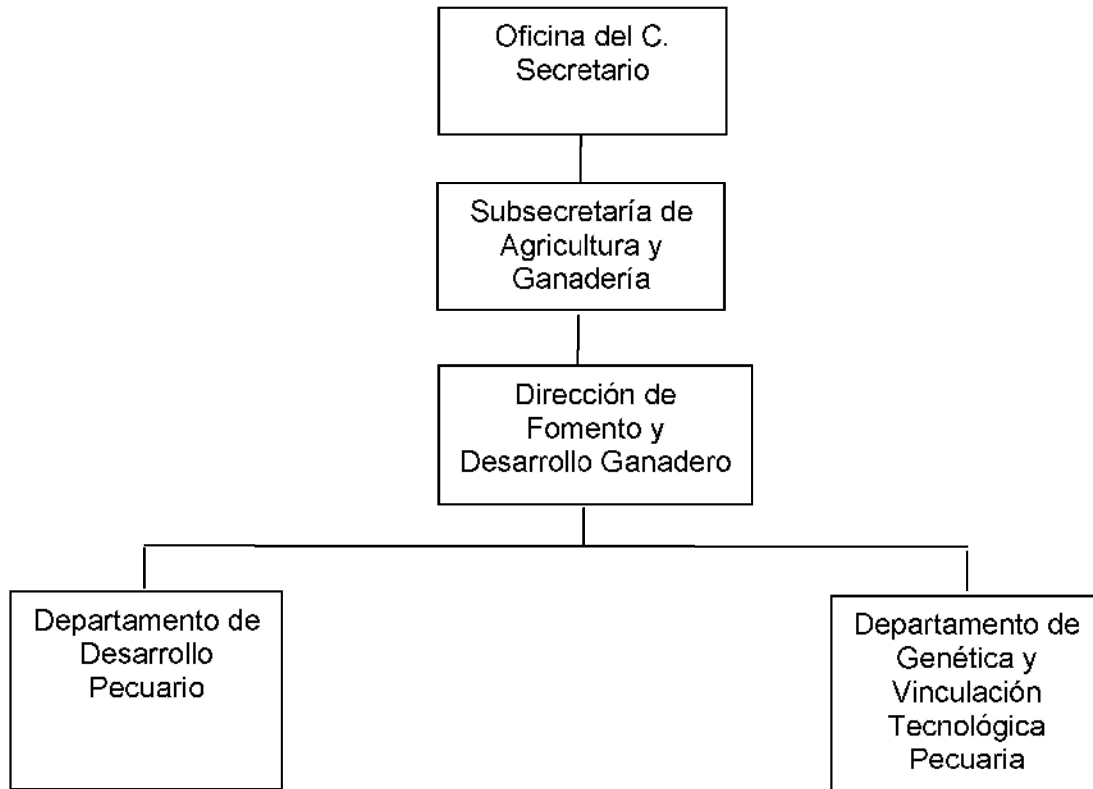 Oficina del C.
Secretario
Subsecretaría de
Agricultura y
Ganadería
Dirección de
Fomento y
Desarrollo Ganadero
Departamento de
Desarrollo
Pecuario
Departamento de
Genética y
Vinculación
Tecnológica
Pecuaria